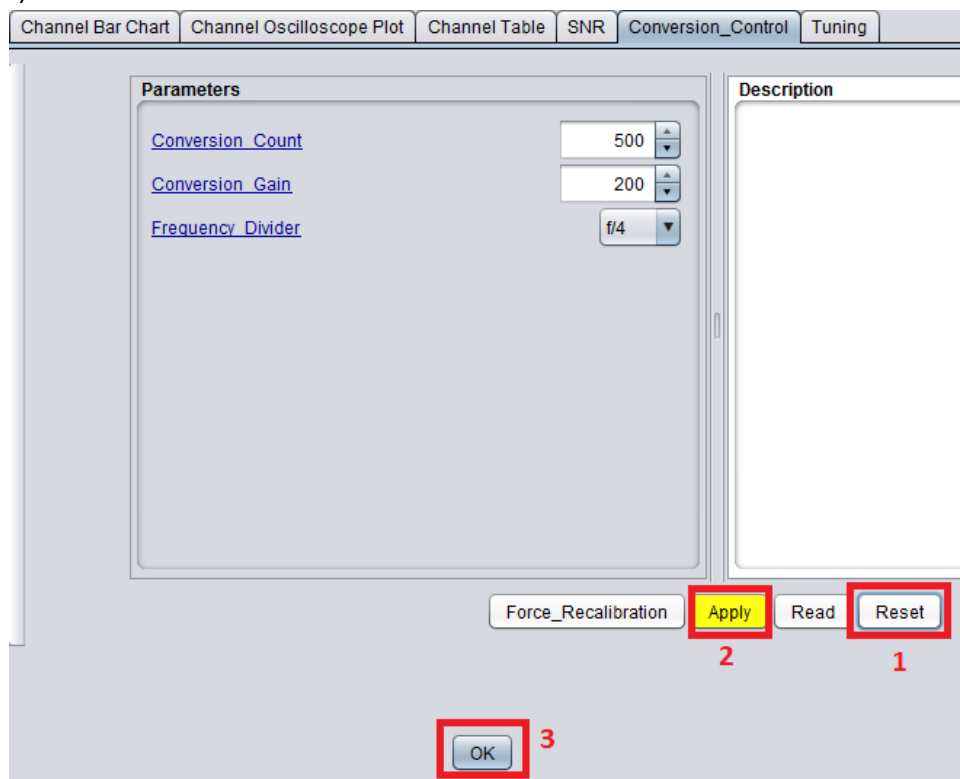 Channel Bar Chart Channel Oscilloscope Plot Channel Table SNR Conversion_Control Tuning
Parameters
Description
Conversion_Count 500
Conversion_Gain 200
Frequency_Divider f/4
Force_Recalibration Apply Read Reset
2 1
OK 3